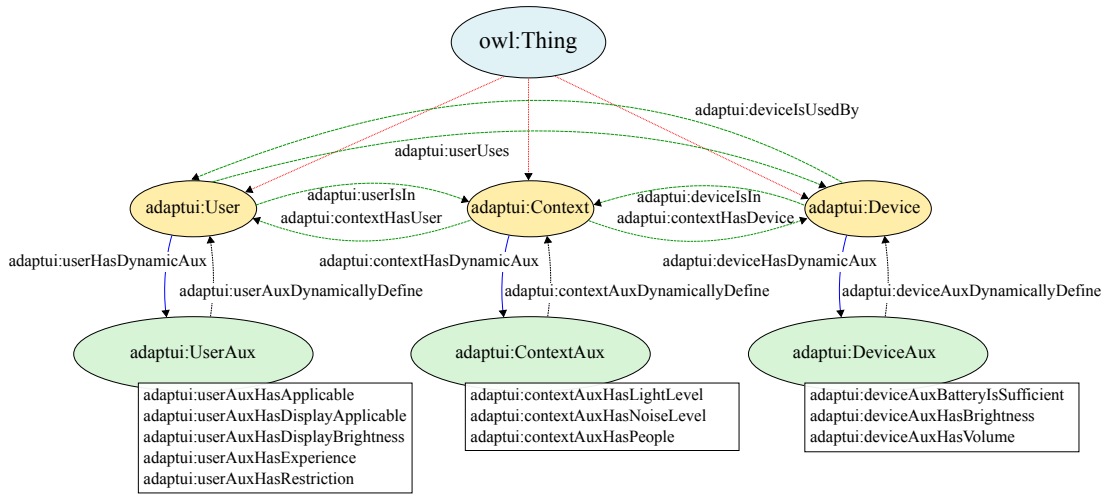 owl:Thing
adaptui:deviceIsUsedBy
adaptui:userUses
adaptui:User
adaptui:userIsIn
adaptui:contextHasUser
adaptui:Context
adaptui:deviceIsIn
adaptui:contextHasDevice
adaptui:Device
adaptui:userHasDynamicAux
adaptui:contextHasDynamicAux
adaptui:deviceHasDynamicAux
adaptui:userAuxDynamicallyDefine
adaptui:contextAuxDynamicallyDefine
adaptui:deviceAuxDynamicallyDefine
adaptui:UserAux
adaptui:ContextAux
adaptui:DeviceAux
adaptui:userAuxHasApplicable
adaptui:userAuxHasDisplayApplicable
adaptui:userAuxHasDisplayBrightness
adaptui:userAuxHasExperience
adaptui:userAuxHasRestriction
adaptui:contextAuxHasLightLevel
adaptui:contextAuxHasNoiseLevel
adaptui:contextAuxHasPeople
adaptui:deviceAuxBatteryIsSufficient
adaptui:deviceAuxHasBrightness
adaptui:deviceAuxHasVolume